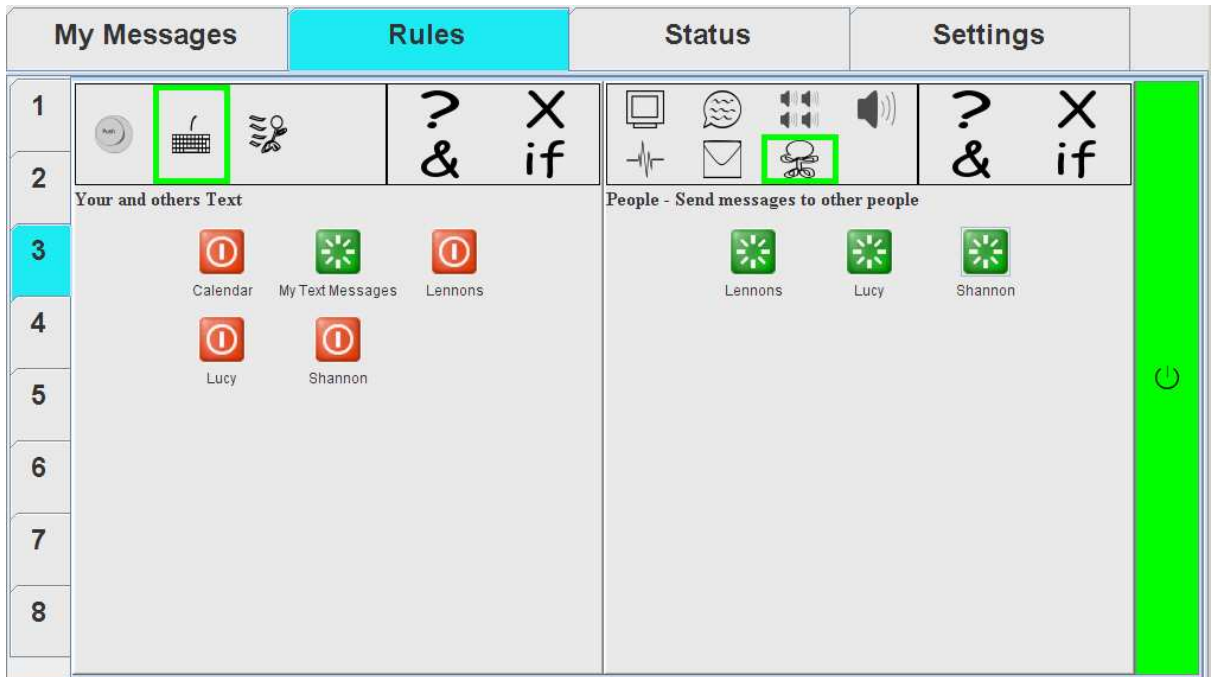 My Messages Rules Status Settings
1
2
3
4
5
6
7
8
Push
? X
& if
Your and others Text
Calendar My Text Messages Lennons
Lucy Shannon
? X
& if
People - Send messages to other people
Lennons Lucy Shannon